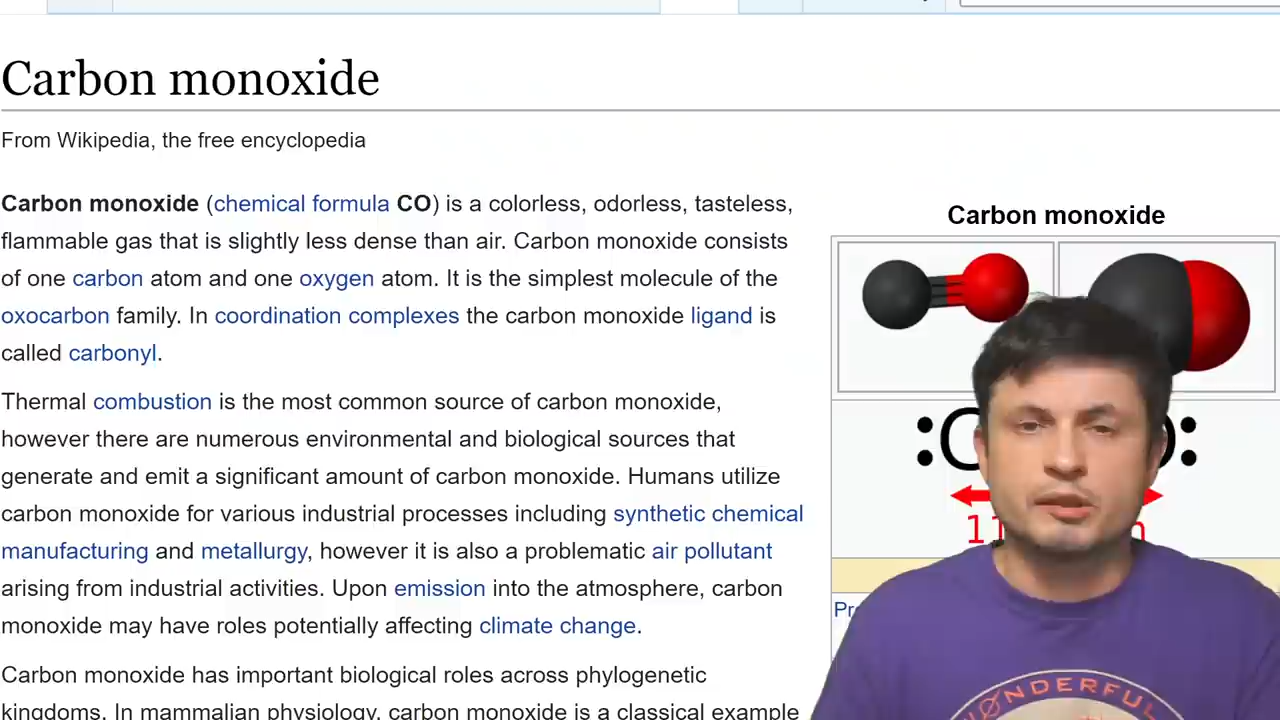 Carbon monoxide
From Wikipedia, the free encyclopedia
Carbon monoxide (chemical formula CO) is a colorless, odorless, tasteless,
flammable gas that is slightly less dense than air. Carbon monoxide consists
of one carbon atom and one oxygen atom. It is the simplest molecule of the
oxocarbon family. In coordination complexes the carbon monoxide ligand is
called carbonyl.
Thermal combustion is the most common source of carbon monoxide,
however there are numerous environmental and biological sources that
generate and emit a significant amount of carbon monoxide. Humans utilize
carbon monoxide for various industrial processes including synthetic chemical
manufacturing and metallurgy, however it is also a problematic air pollutant
arising from industrial activities. Upon emission into the atmosphere, carbon
monoxide may have roles potentially affecting climate change.
Carbon monoxide has important biological roles across phylogenetic
kingdoms. In mammalian physiology, carbon monoxide is a classical example
Carbon monoxide